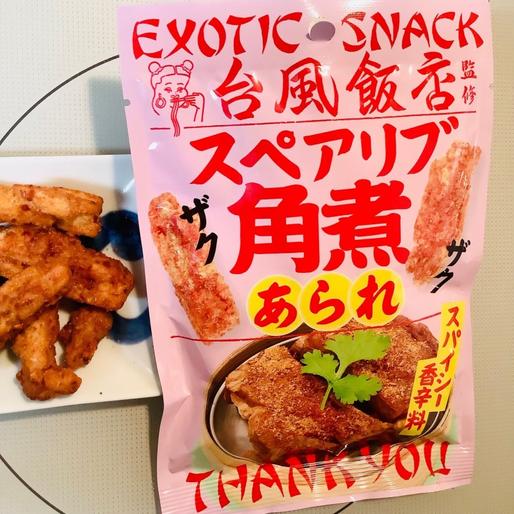 EXOTIC SNACK
台風飯店
監修
スペアリブ
角煮
ザク
ザク
あられ
スパイシー
香辛料
THANK YOU